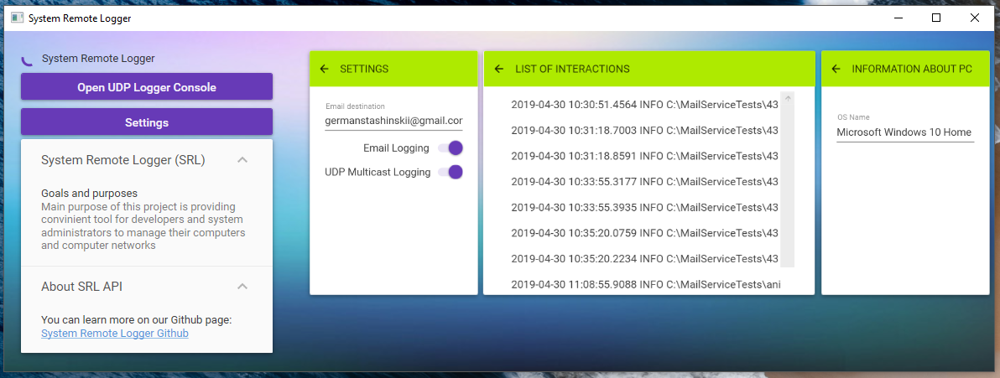 System Remote Logger
System Remote Logger
Open UDP Logger Console
Settings
System Remote Logger (SRL)
Goals and purposes
Main purpose of this project is providing
convinient tool for developers and system
administrators to manage their computers
and computer networks
About SRL API
You can learn more on our Github page:
System Remote Logger Github
SETTINGS
Email destination
germanstashinskii@gmail.cor
Email Logging
UDP Multicast Logging
LIST OF INTERACTIONS
2019-04-30 10:30:51.4564 INFO C:\MailServiceTests\43
2019-04-30 10:31:18.7003 INFO C:\MailServiceTests\43
2019-04-30 10:31:18.8591 INFO C:\MailServiceTests\43
2019-04-30 10:33:55.3177 INFO C:\MailServiceTests\43
2019-04-30 10:33:55.3935 INFO C:\MailServiceTests\43
2019-04-30 10:35:20.0759 INFO C:\MailServiceTests\43
2019-04-30 10:35:20.2234 INFO C:\MailServiceTests\43
2019-04-30 11:08:55.9088 INFO C:\MailServiceTests\ani
INFORMATION ABOUT PC
OS Name
Microsoft Windows 10 Home